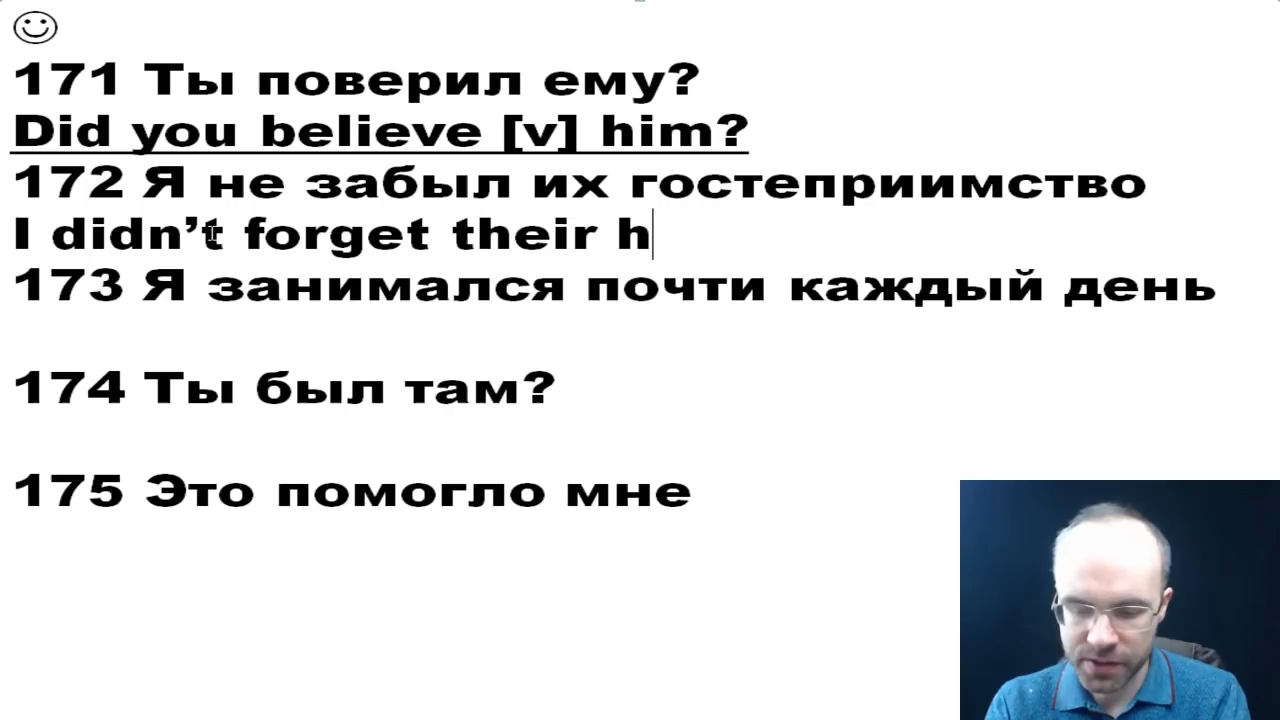 171 Ты поверил ему?
Did you believe [v] him?
172 Я не забыл их гостеприимство
I didn’t forget their h
173 Я занимался почти каждый день
174 Ты был там?
175 Это помогло мне